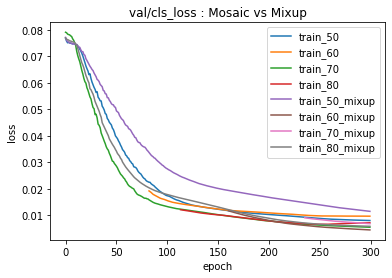 val/cls_loss : Mosaic vs Mixup
0.08
0.07
0.06
0.05
0.04
0.03
0.02
0.01
loss
train_50
train_60
train_70
train_80
train_50_mixup
train_60_mixup
train_70_mixup
train_80_mixup
0 50 100 150 200 250 300
epoch